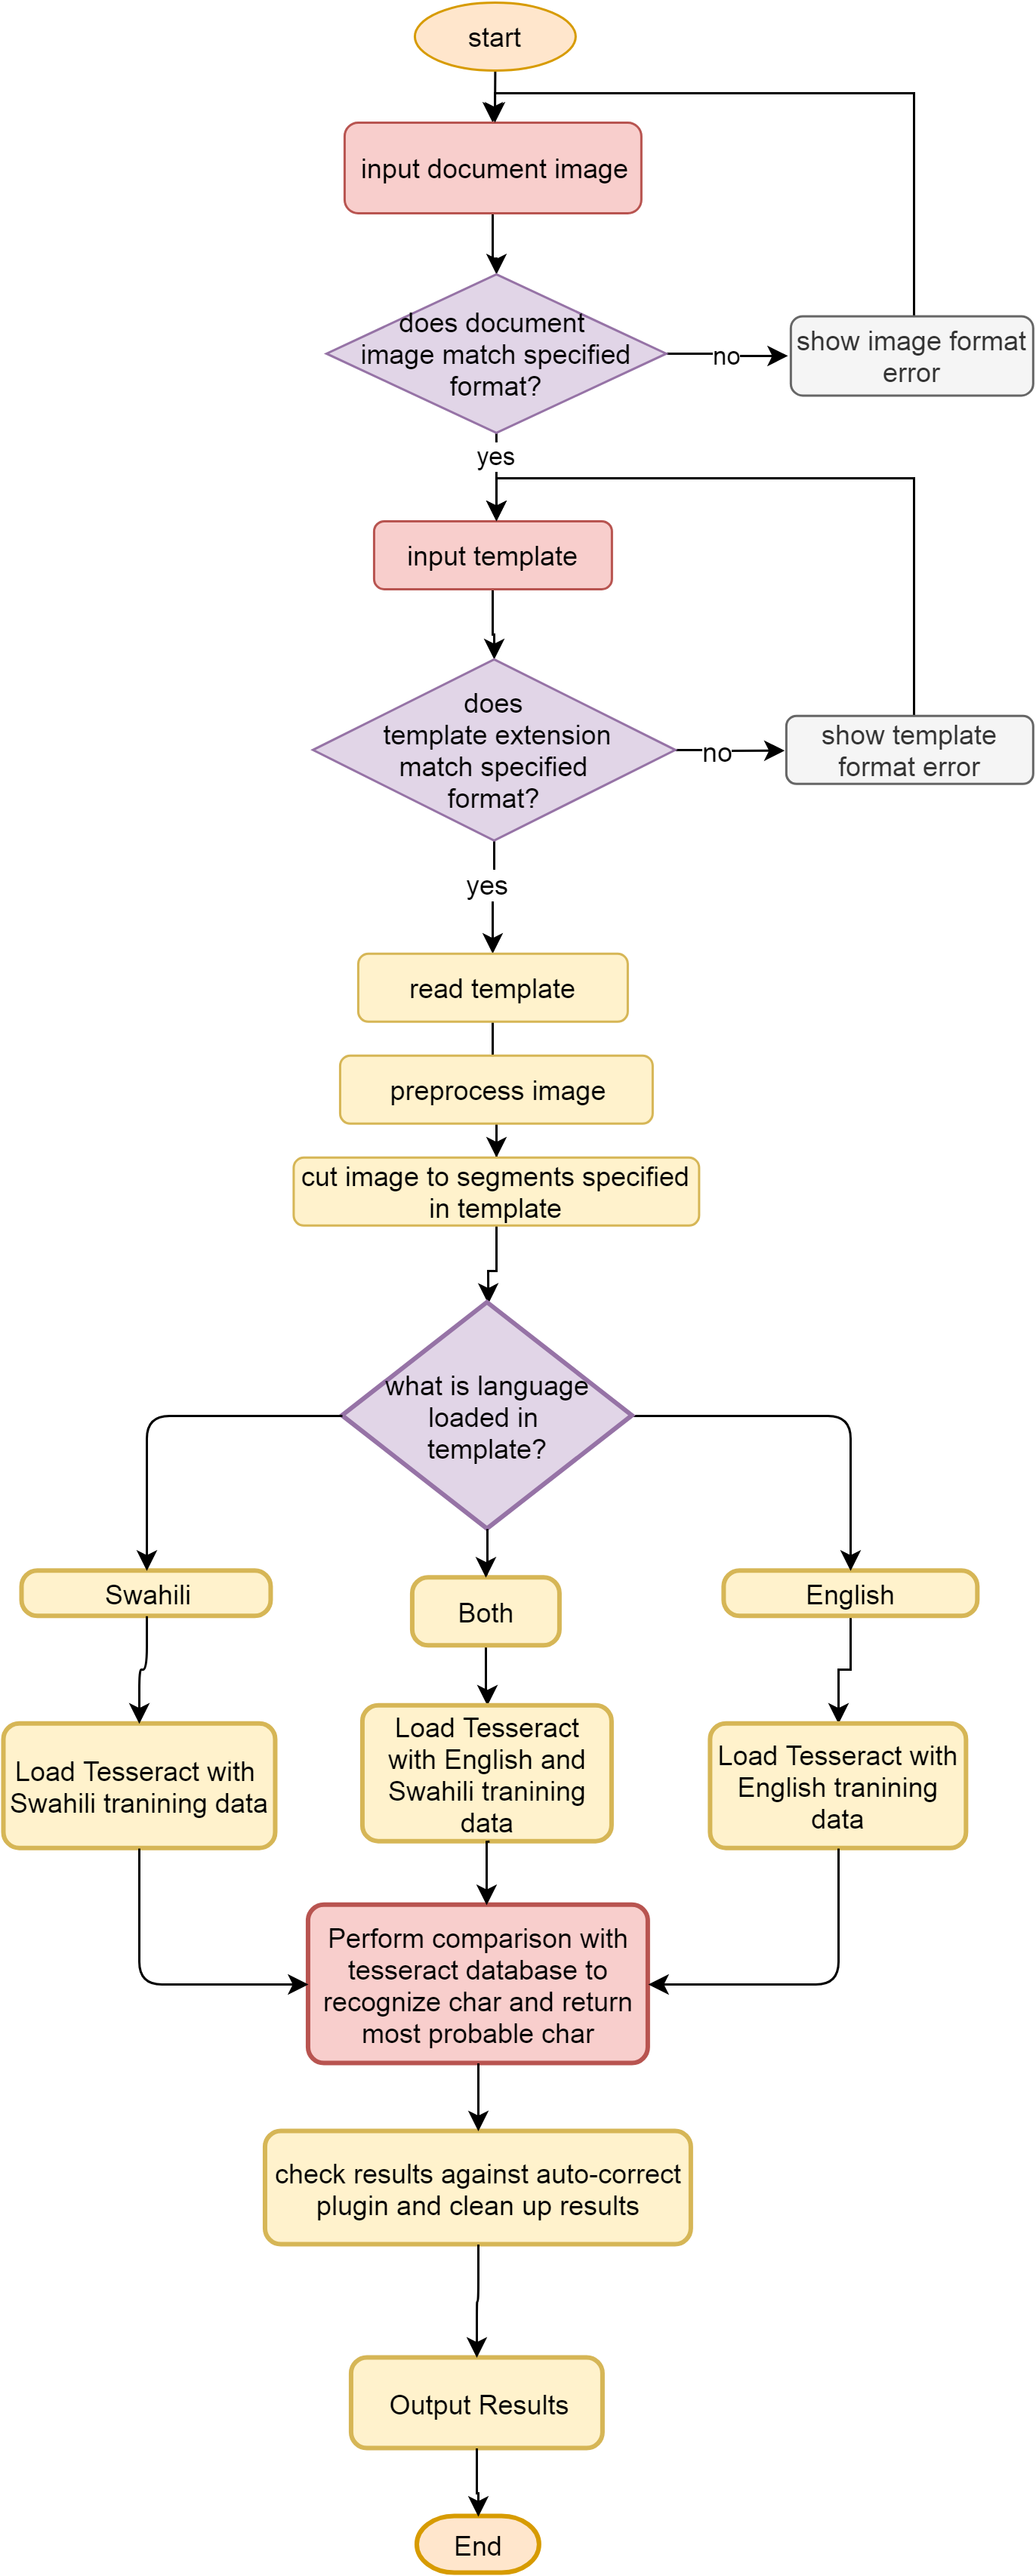 start
input document image
does document
image match specified
format?
no
show image format
error
yes
input template
does
template extension
match specified
format?
no
show template
format error
yes
read template
preprocess image
cut image to segments specified
in template
what is language
loaded in
template?
Swahili
Both
English
Load Tesseract with
Swahili tranining data
Load Tesseract
with English and
Swahili tranining
data
Load Tesseract with
English tranining
data
Perform comparison with
tesseract database to
recognize char and return
most probable char
check results against auto-correct
plugin and clean up results
Output Results
End